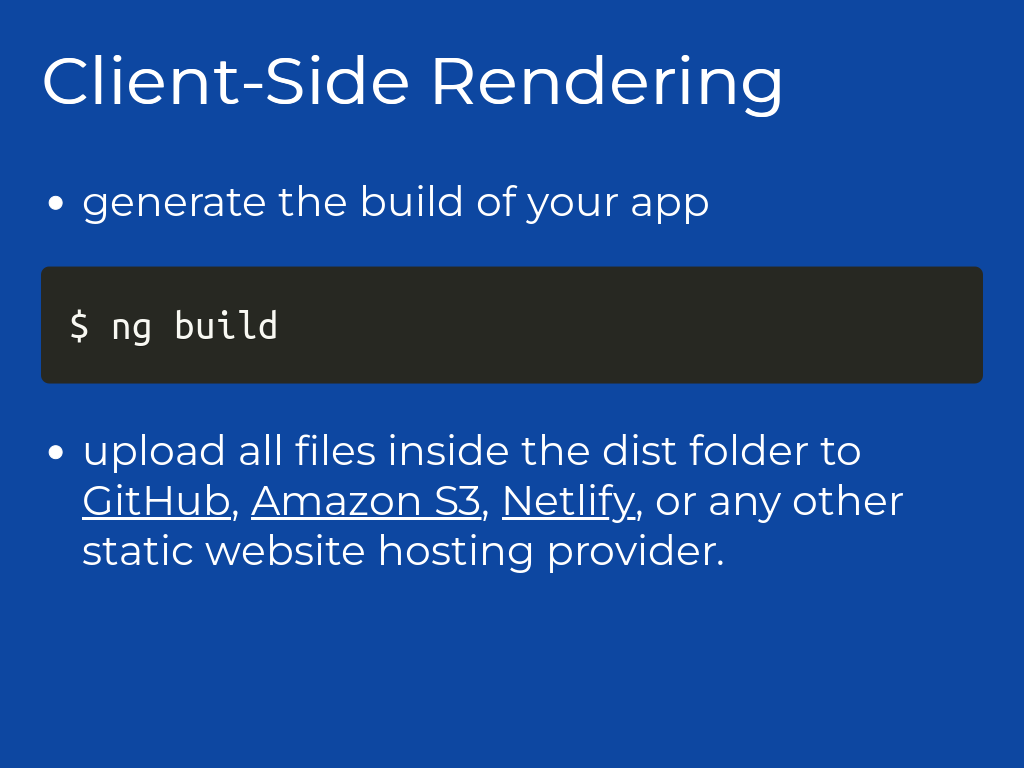 Client-Side Rendering
• generate the build of your app
$ ng build
• upload all files inside the dist folder to
GitHub, Amazon S3, Netlify, or any other
static website hosting provider.